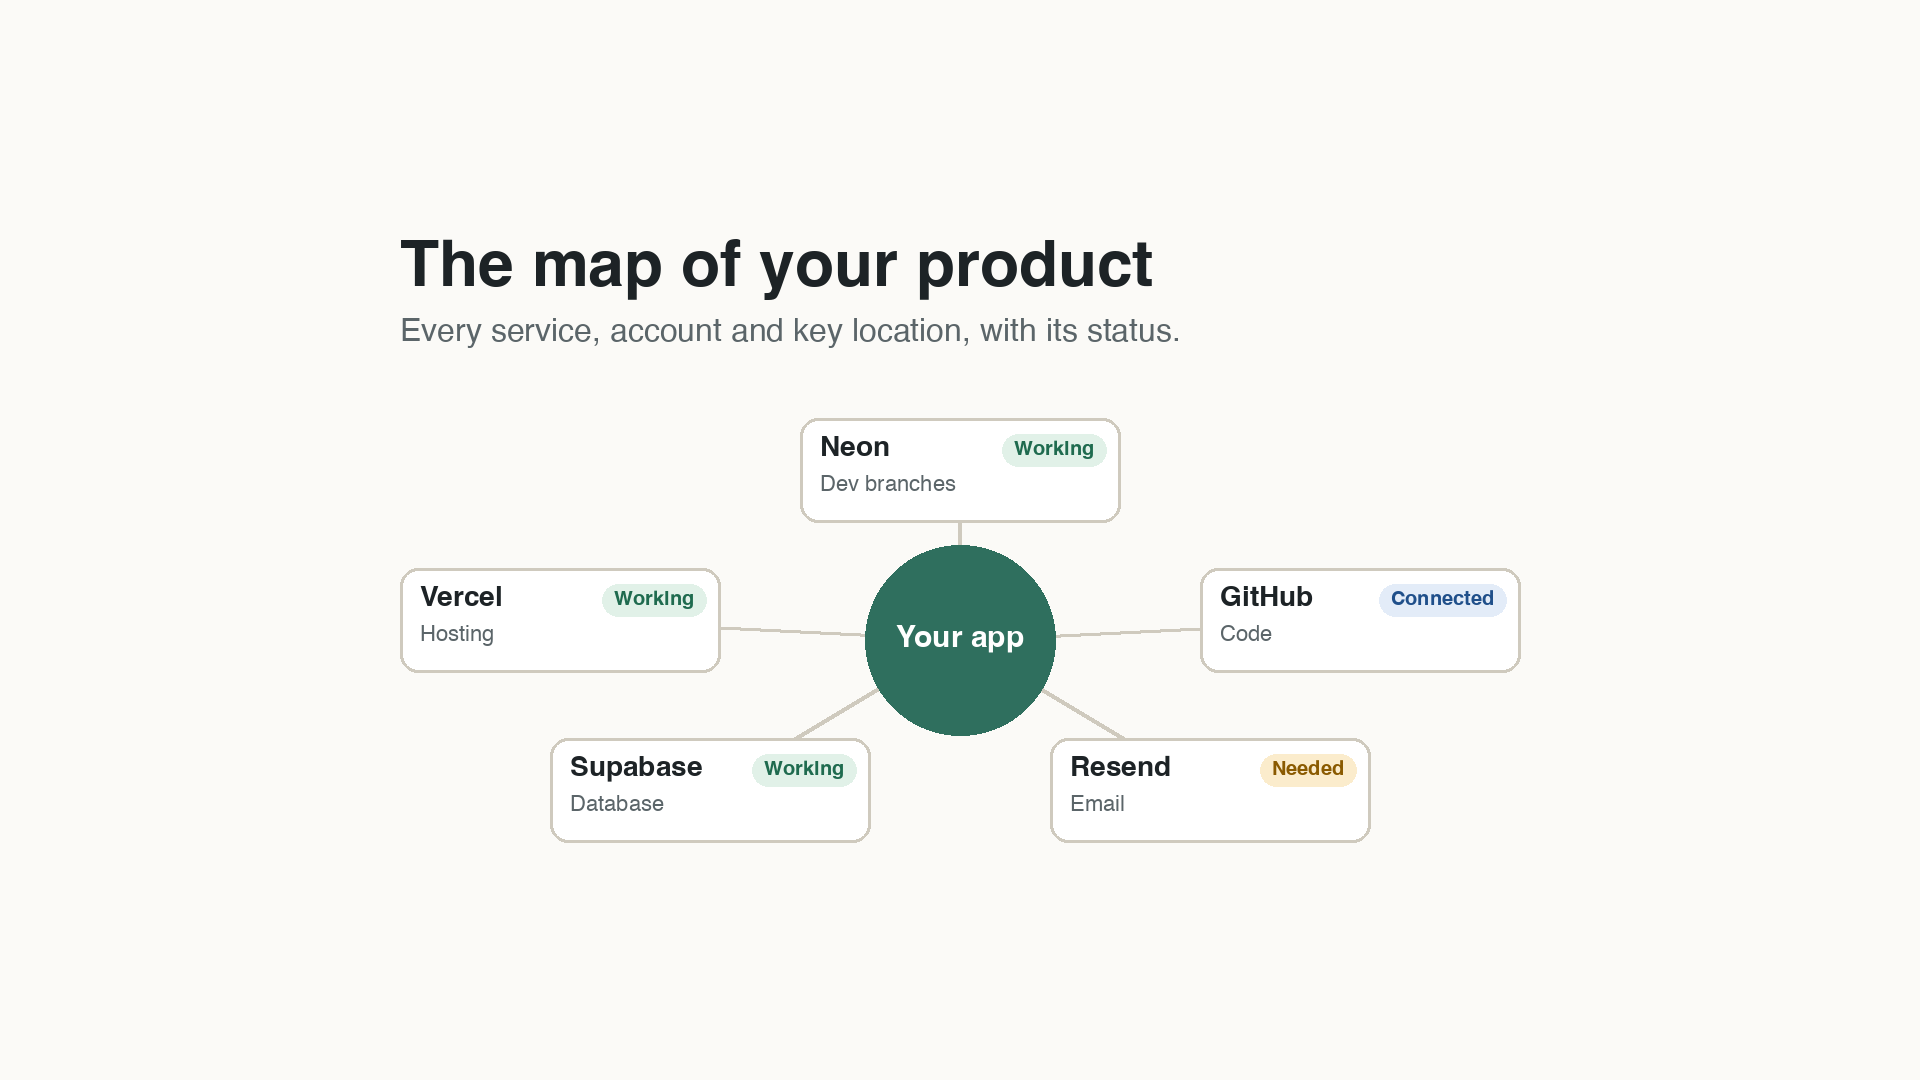 The map of your product
Every service, account and key location, with its status.
Neon
Working
Dev branches
Vercel
Working
Hosting
Your app
GitHub
Connected
Code
Supabase
Working
Database
Resend
Needed
Email